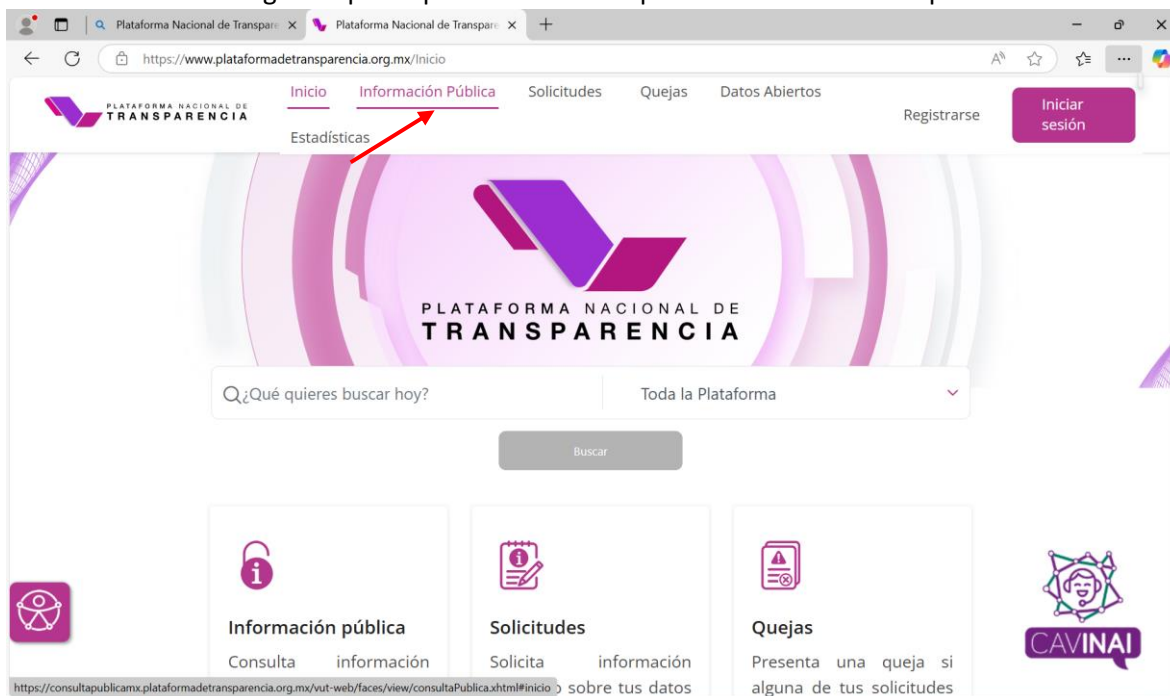 Plataforma Nacional de Transpare
Plataforma Nacional de Transpare
https://www.plataformadetransparencia.org.mx/Inicio
PLATAFORMA NACIONAL DE
TRANSPARENCIA
Inicio Información Pública Solicitudes Quejas Datos Abiertos
Estadísticas
Registrarse
Iniciar
sesión
PLATAFORMA NACIONAL DE
TRANSPARENCIA
¿Qué quieres buscar hoy?
Toda la Plataforma
Buscar
Información pública
Consulta información
Solicitudes
Solicita información
sobre tus datos
Quejas
Presenta una queja si
alguna de tus solicitudes
CAVINAI
https://consultapublicamx.plataformadetransparencia.org.mx/vut-web/faces/view/consultaPublica.xhtml#inicio